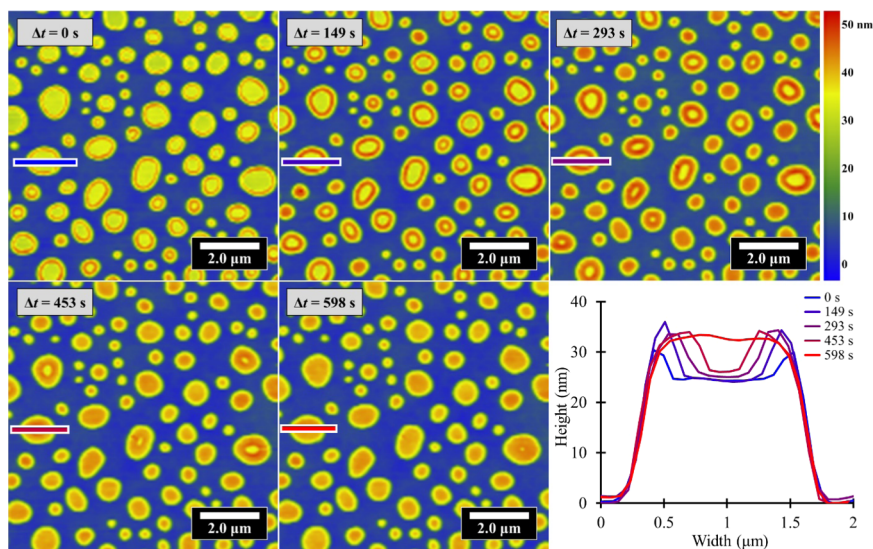 Δt = 0 s
Δt = 149 s
Δt = 293 s
2.0 μm
2.0 μm
2.0 μm
50 nm
40
30
20
10
0
Δt = 453 s
Δt = 598 s
2.0 μm
2.0 μm
40
30
20
10
0
Height (nm)
0 s
149 s
293 s
453 s
598 s
0
0.5
1
1.5
2
Width (μm)